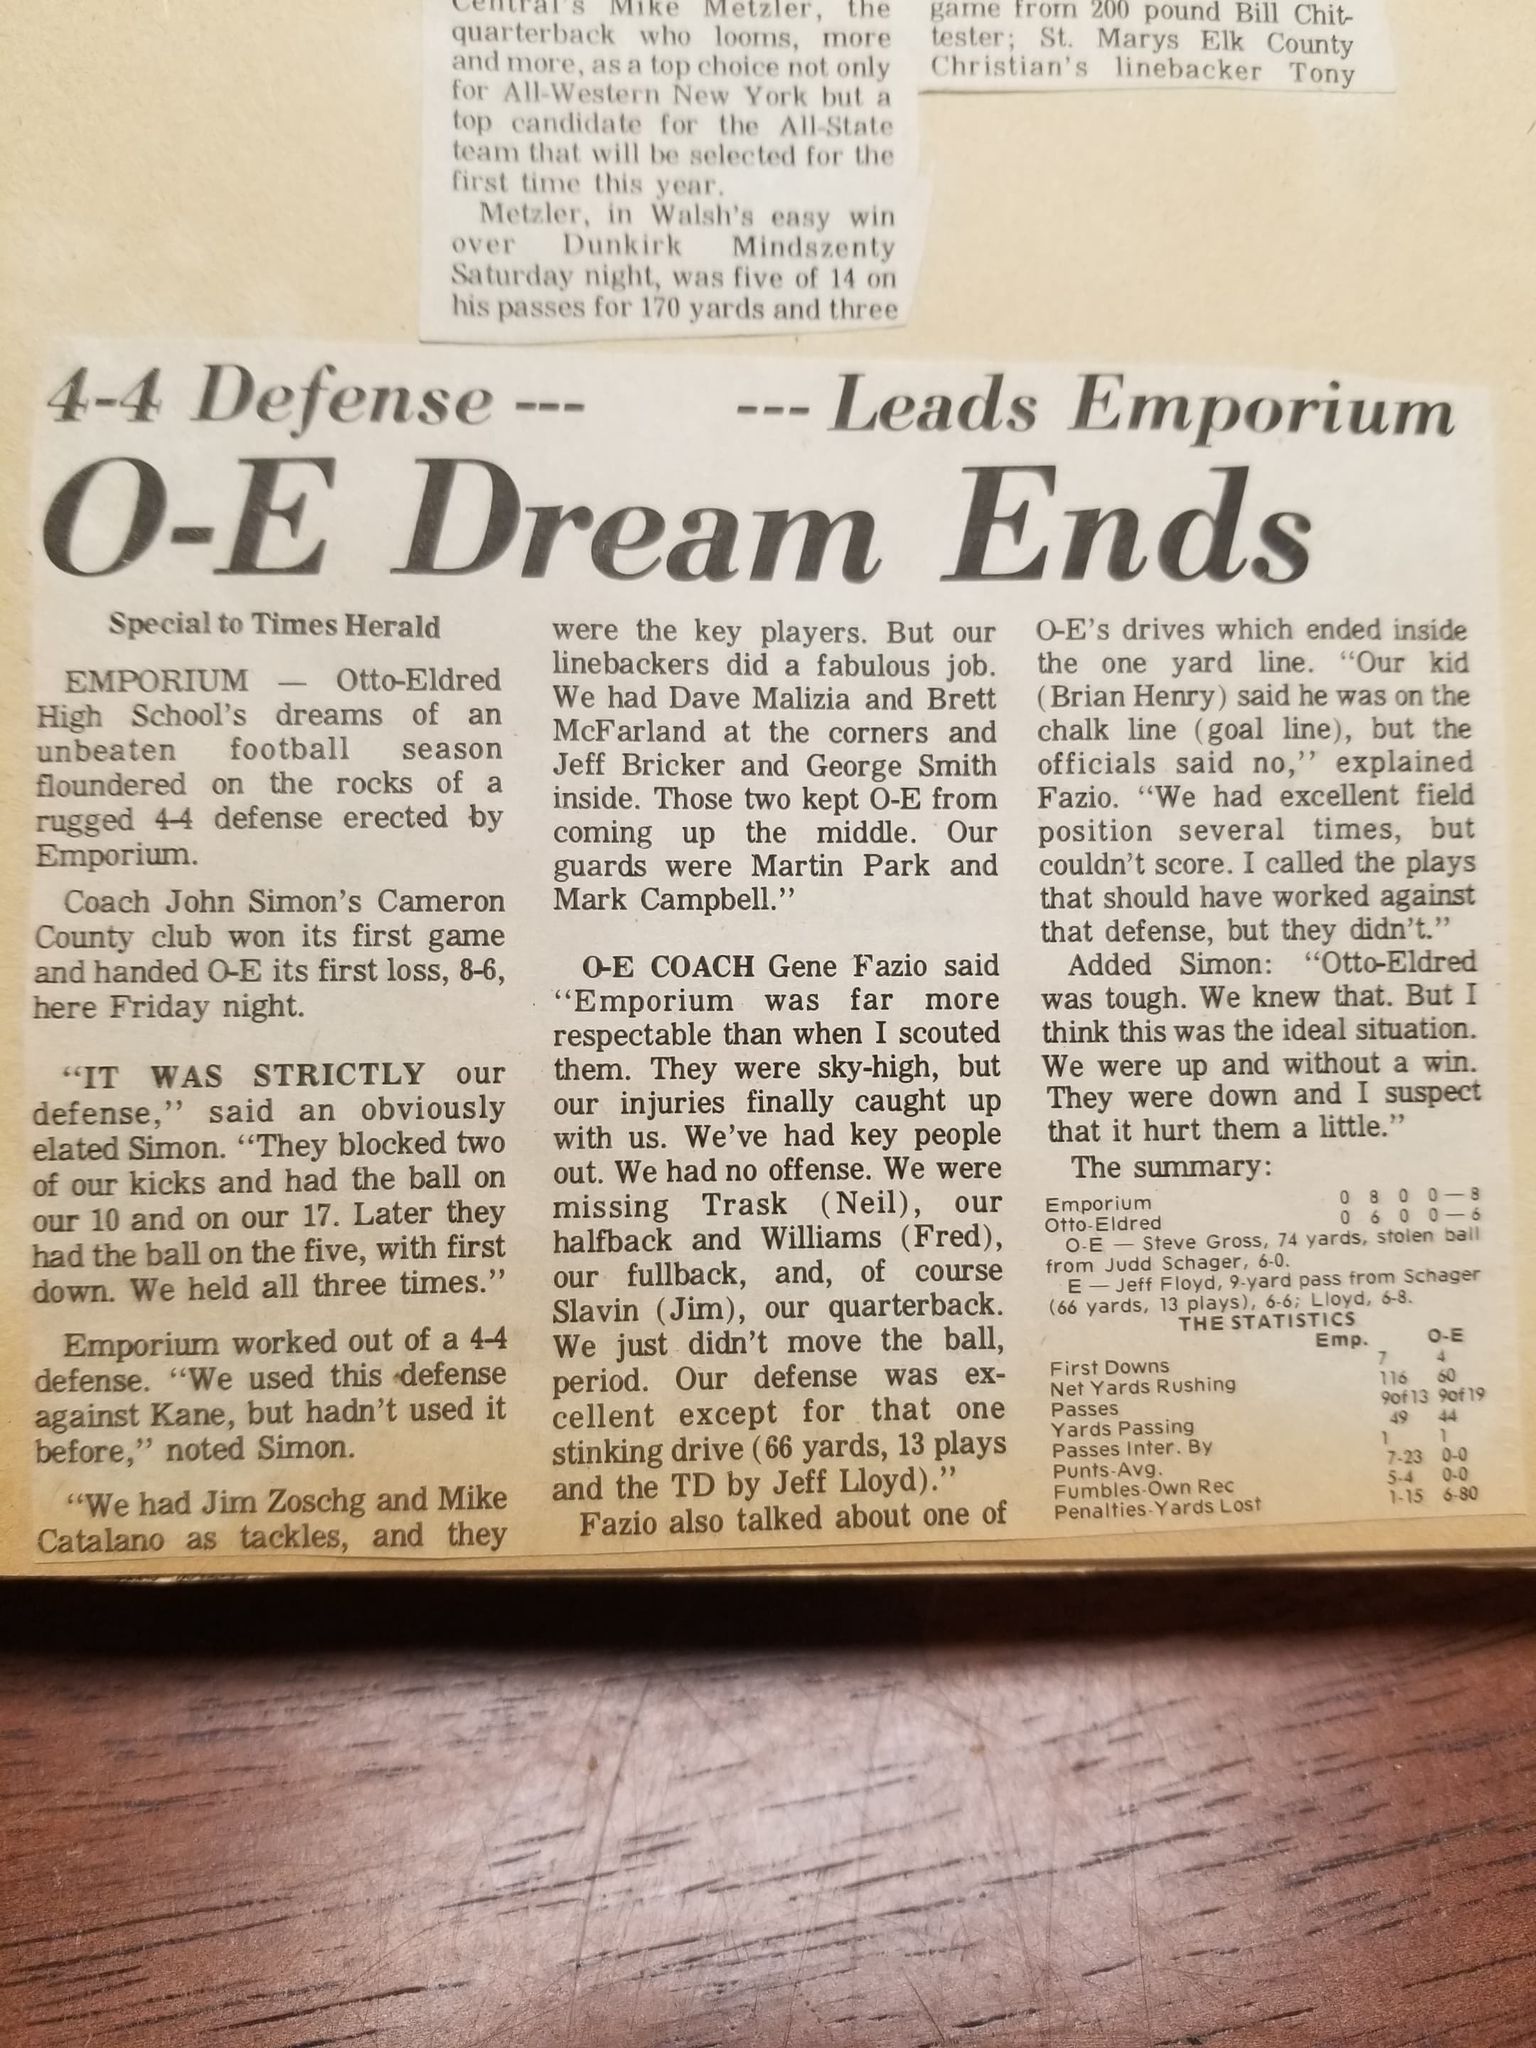 Central's Mike Metzler, the
quarterback who looms, more
and more, as a top choice not only
for All-Western New York but a
top candidate for the All-State
team that will be selected for the
first time this year.
Metzler, in Walsh's easy win
over Dunkirk Mindszenty
Saturday night, was five of 14 on
his passes for 170 yards and three
game from 200 pound Bill Chit-
tester; St. Marys Elk County
Christian's linebacker Tony
4-4 Defense --- --- Leads Emporium
O-E Dream Ends
Special to Times Herald
EMPORIUM — Otto-Eldred
High School's dreams of an
unbeaten football season
floundered on the rocks of a
rugged 4-4 defense erected by
Emporium.
Coach John Simon's Cameron
County club won its first game
and handed O-E its first loss, 8-6,
here Friday night.
"IT WAS STRICTLY our
defense," said an obviously
elated Simon. "They blocked two
of our kicks and had the ball on
our 10 and on our 17. Later they
had the ball on the five, with first
down. We held all three times."
Emporium worked out of a 4-4
defense. "We used this defense
against Kane, but hadn't used it
before," noted Simon.
"We had Jim Zoschg and Mike
Catalano as tackles, and they
were the key players. But our
linebackers did a fabulous job.
We had Dave Malizia and Brett
McFarland at the corners and
Jeff Bricker and George Smith
inside. Those two kept O-E from
coming up the middle. Our
guards were Martin Park and
Mark Campbell."
O-E COACH Gene Fazio said
"Emporium was far more
respectable than when I scouted
them. They were sky-high, but
our injuries finally caught up
with us. We've had key people
out. We had no offense. We were
missing Trask (Neil), our
halfback and Williams (Fred),
our fullback, and, of course
Slavin (Jim), our quarterback.
We just didn't move the ball,
period. Our defense was ex-
cellent except for that one
stinking drive (66 yards, 13 plays
and the TD by Jeff Lloyd)."
Fazio also talked about one of
O-E's drives which ended inside
the one yard line. "Our kid
(Brian Henry) said he was on the
chalk line (goal line), but the
officials said no," explained
Fazio. "We had excellent field
position several times, but
couldn't score. I called the plays
that should have worked against
that defense, but they didn't."
Added Simon: "Otto-Eldred
was tough. We knew that. But I
think this was the ideal situation.
We were up and without a win.
They were down and I suspect
that it hurt them a little."
The summary:
Emporium 0 8 0 0 — 8
Otto-Eldred 0 6 0 0 — 6
O-E — Steve Gross, 74 yards, stolen ball
from Judd Schager, 6-0.
E — Jeff Floyd, 9-yard pass from Schager
(66 yards, 13 plays), 6-6; Lloyd, 6-8.
THE STATISTICS
Emp. O-E
First Downs 7 4
Net Yards Rushing 116 60
Passes 9of13 9of19
Yards Passing 49 44
Passes Inter. By 1 1
Punts-Avg. 7-23 0-0
Fumbles-Own Rec 5-4 0-0
Penalties-Yards Lost 1-15 6-80